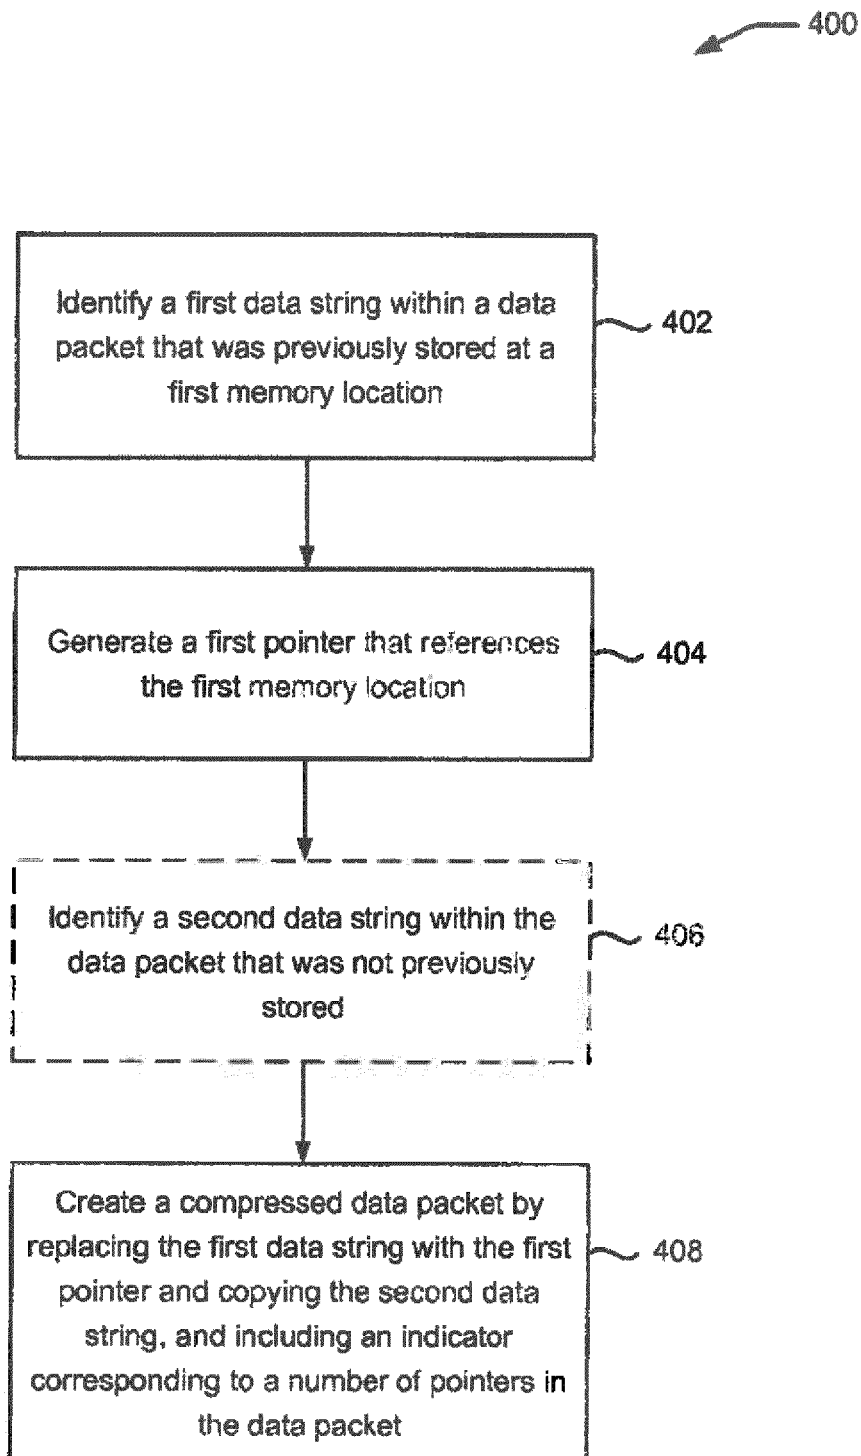 400
Identify a first data string within a data
packet that was previously stored at a
first memory location
402
Generate a first pointer that references
the first memory location
404
Identify a second data string within the
data packet that was not previously
stored
406
Create a compressed data packet by
replacing the first data string with the first
pointer and copying the second data
string, and including an indicator
corresponding to a number of pointers in
the data packet
408